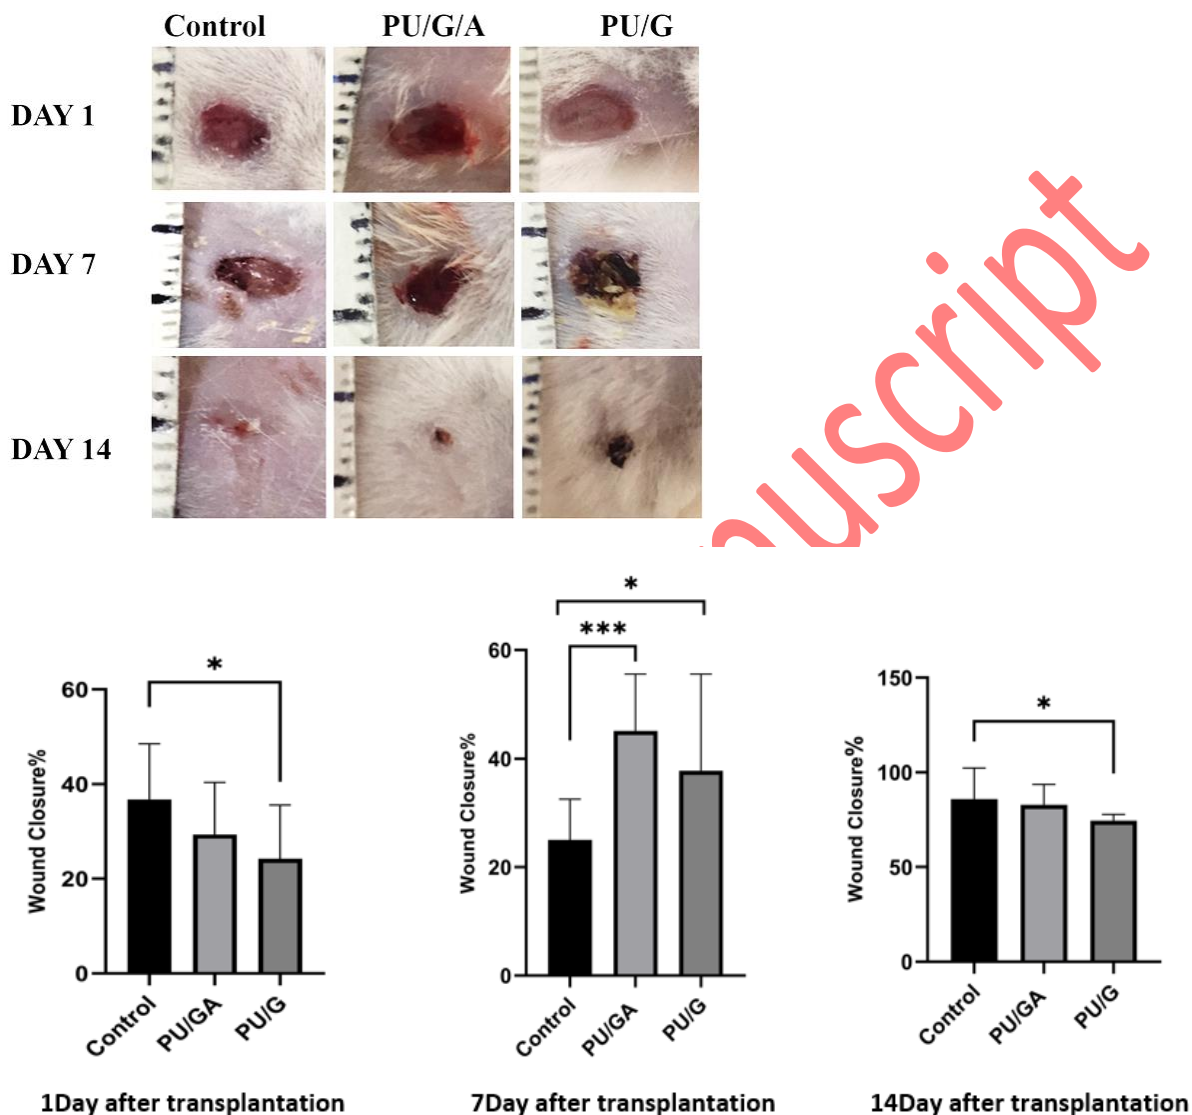 Control PU/G/A PU/G
DAY 1
DAY 7
DAY 14
nuscript
*
60
40
20
0
Wound Closure%
Control PU/GA PU/G
1Day after transplantation
*
***
60
40
20
0
Wound Closure%
Control PU/GA PU/G
7Day after transplantation
*
150
100
50
0
Wound Closure%
Control PU/GA PU/G
14Day after transplantation